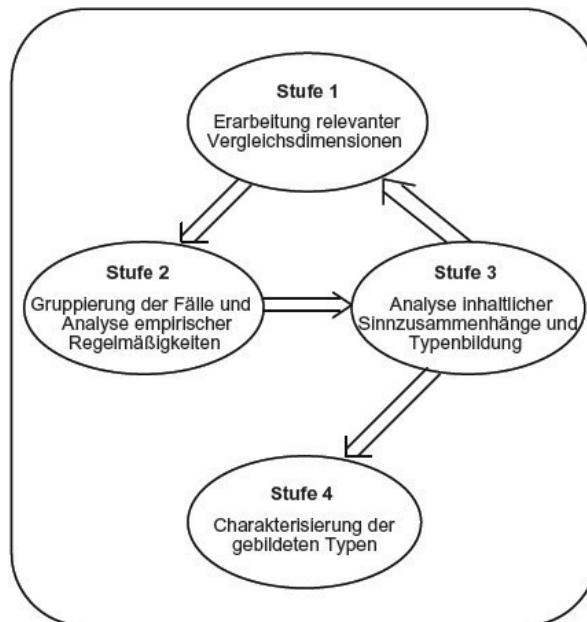 Stufe 1
Erarbeitung relevanter
Vergleichsdimensionen
Stufe 2
Gruppierung der Fälle und
Analyse empirischer
Regelmäßigkeiten
Stufe 3
Analyse inhaltlicher
Sinnzusammenhänge und
Typenbildung
Stufe 4
Charakterisierung der
gebildeten Typen